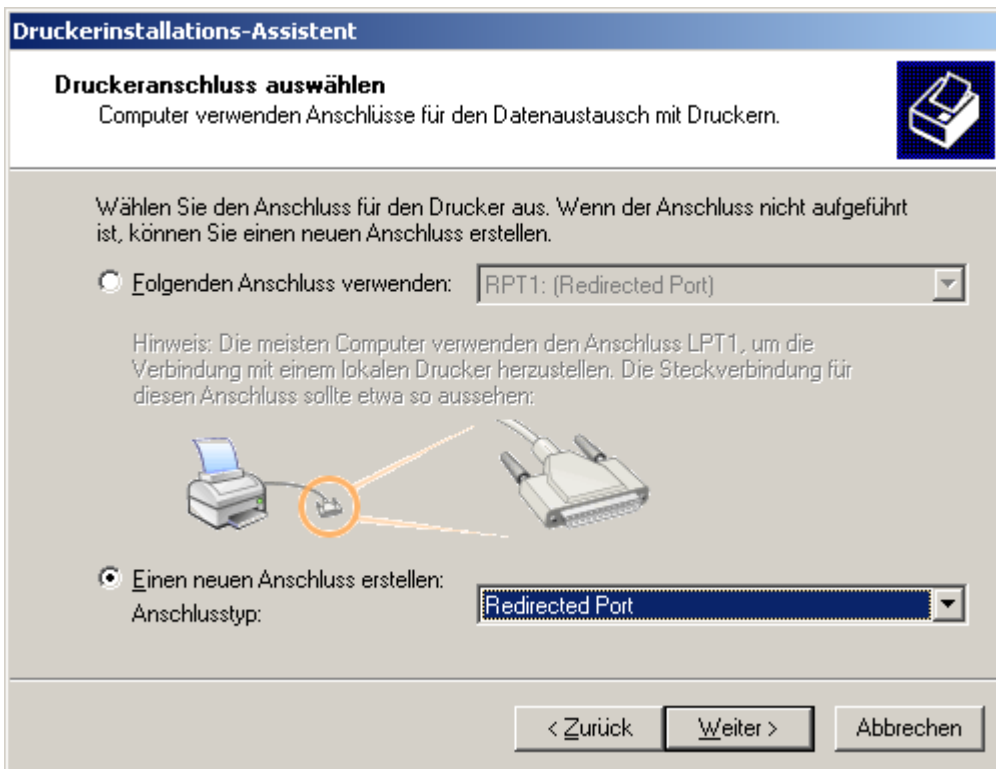 Druckerinstallations-Assistent
Druckeranschluss auswählen
Computer verwenden Anschlüsse für den Datenaustausch mit Druckern.
Wählen Sie den Anschluss für den Drucker aus. Wenn der Anschluss nicht aufgeführt
ist, können Sie einen neuen Anschluss erstellen.
Folgenden Anschluss verwenden: RPT1: (Redirected Port)
Hinweis: Die meisten Computer verwenden den Anschluss LPT1, um die
Verbindung mit einem lokalen Drucker herzustellen. Die Steckverbindung für
diesen Anschluss sollte etwa so aussehen:
Einen neuen Anschluss erstellen:
Anschlusstyp: Redirected Port
< Zurück Weiter > Abbrechen